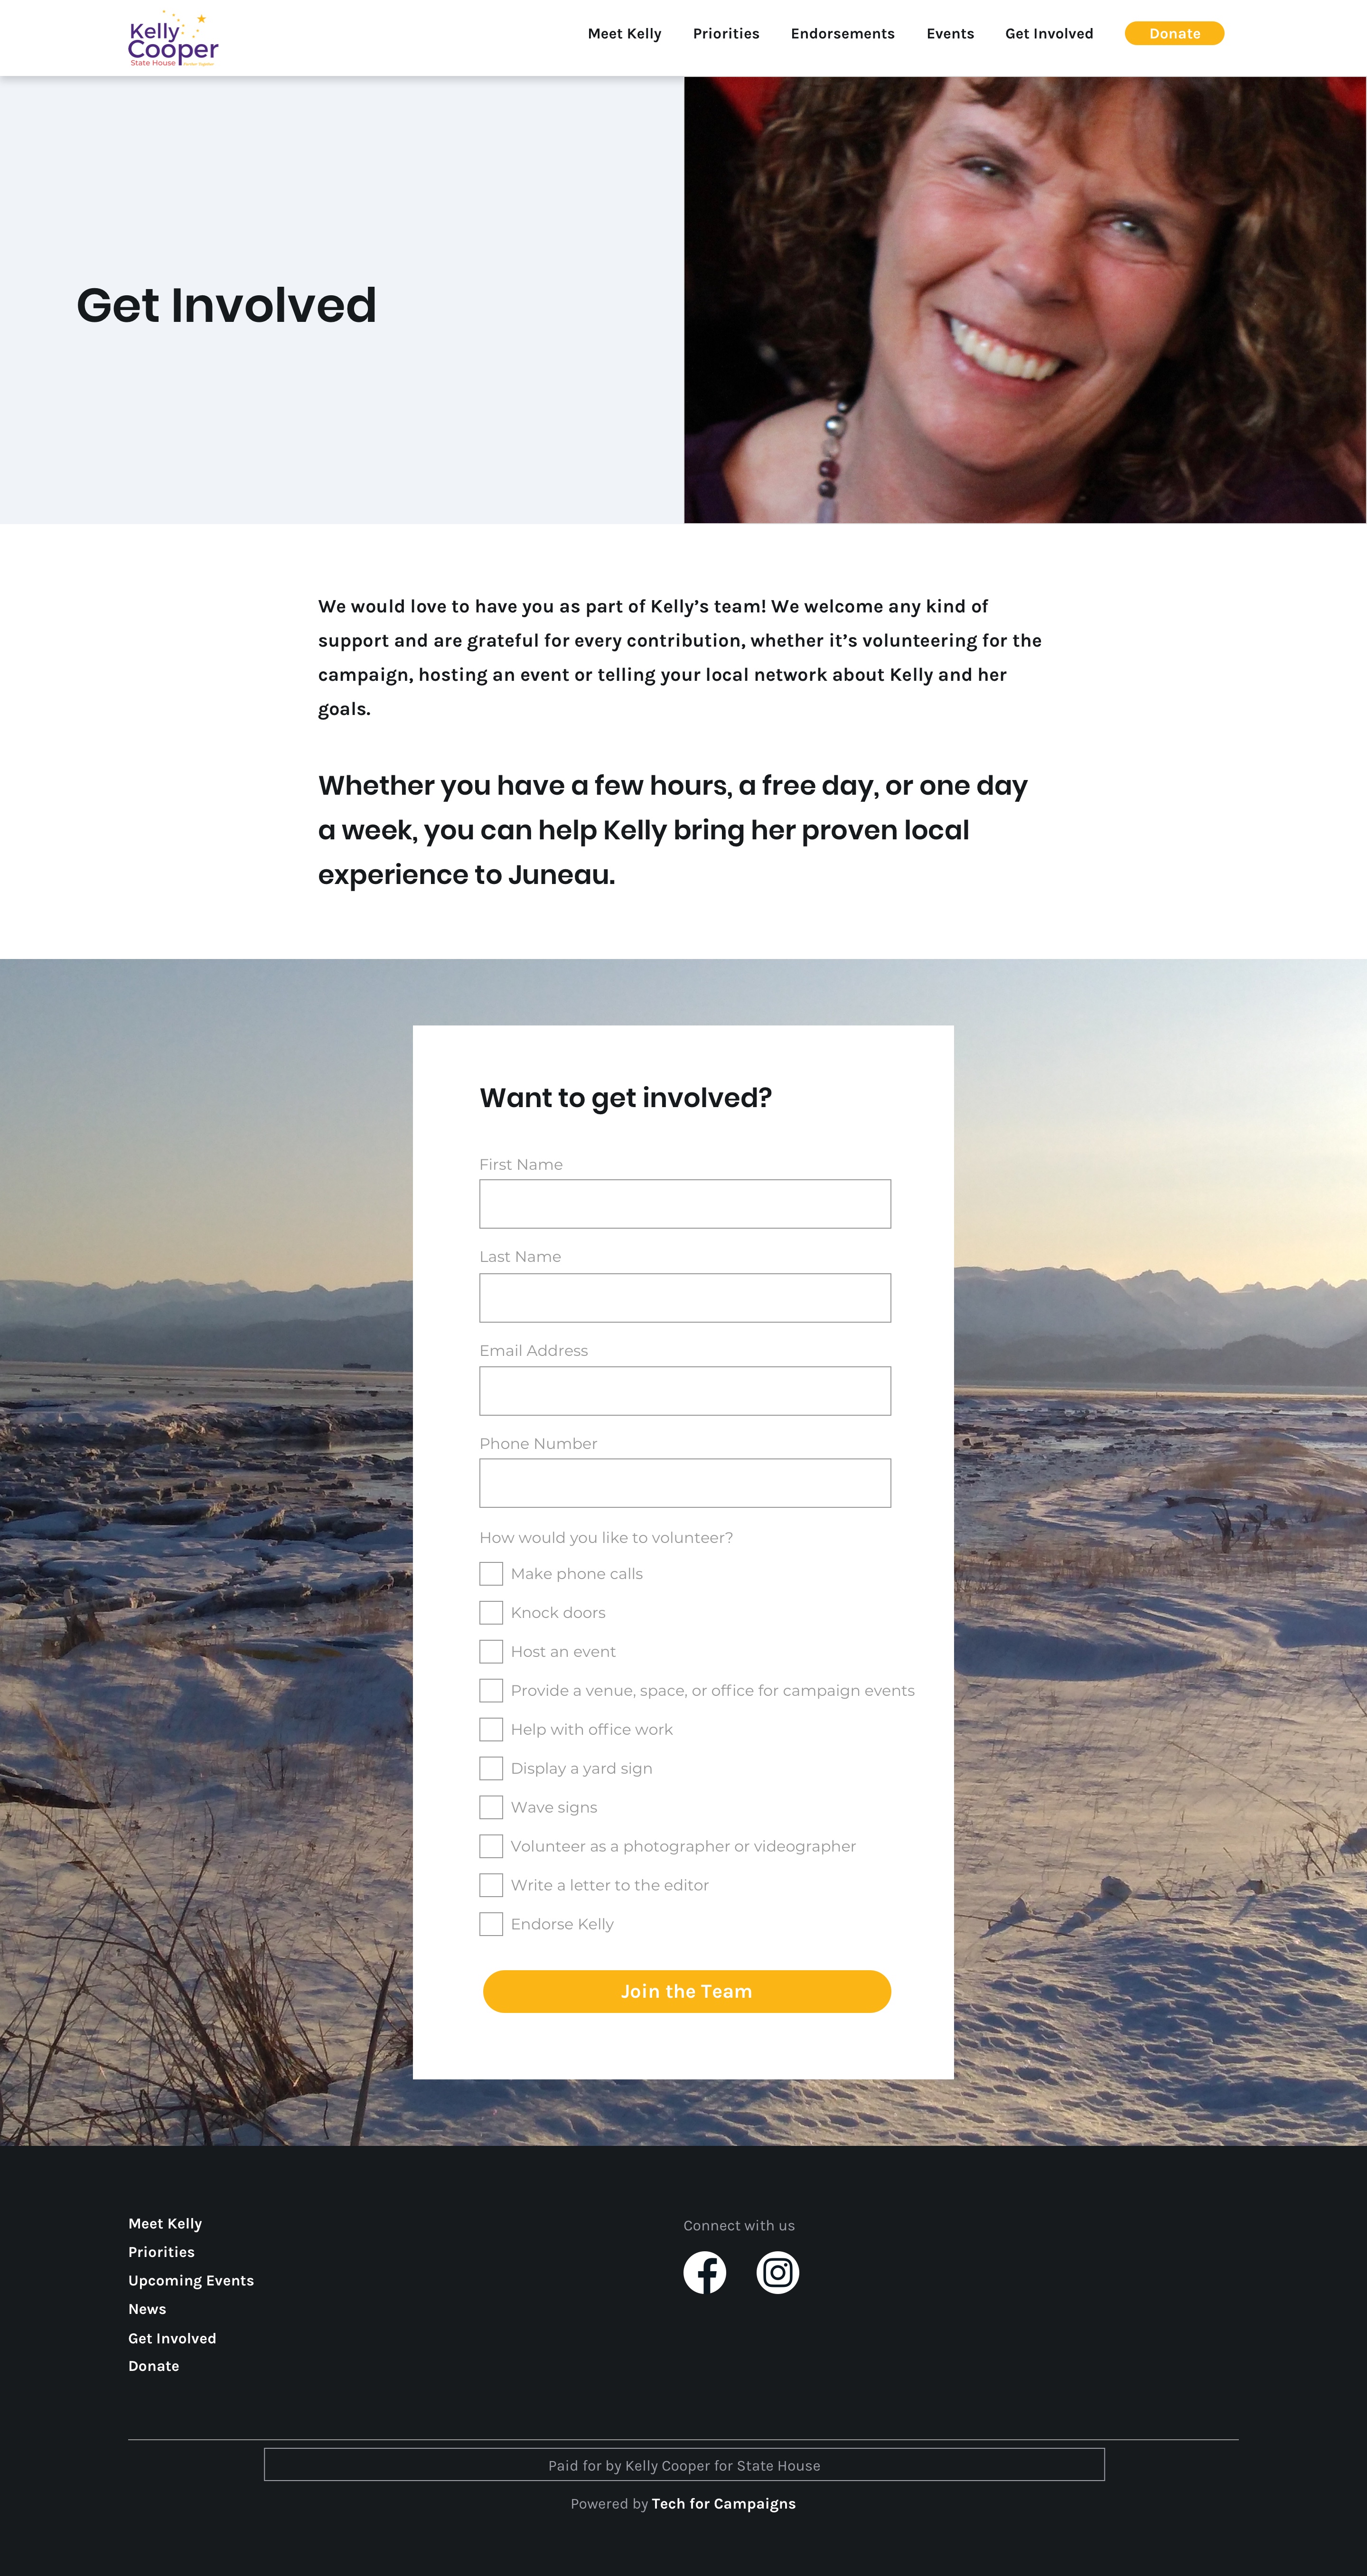 Kelly
Cooper
State House
Meet Kelly
Priorities
Endorsements
Events
Get Involved
Donate
Get Involved
We would love to have you as part of Kelly’s team! We welcome any kind of
support and are grateful for every contribution, whether it’s volunteering for the
campaign, hosting an event or telling your local network about Kelly and her
goals.
Whether you have a few hours, a free day, or one day
a week, you can help Kelly bring her proven local
experience to Juneau.
Want to get involved?
First Name
Last Name
Email Address
Phone Number
How would you like to volunteer?
Make phone calls
Knock doors
Host an event
Provide a venue, space, or office for campaign events
Help with office work
Display a yard sign
Wave signs
Volunteer as a photographer or videographer
Write a letter to the editor
Endorse Kelly
Join the Team
Meet Kelly
Priorities
Upcoming Events
News
Get Involved
Donate
Connect with us
Paid for by Kelly Cooper for State House
Powered by Tech for Campaigns